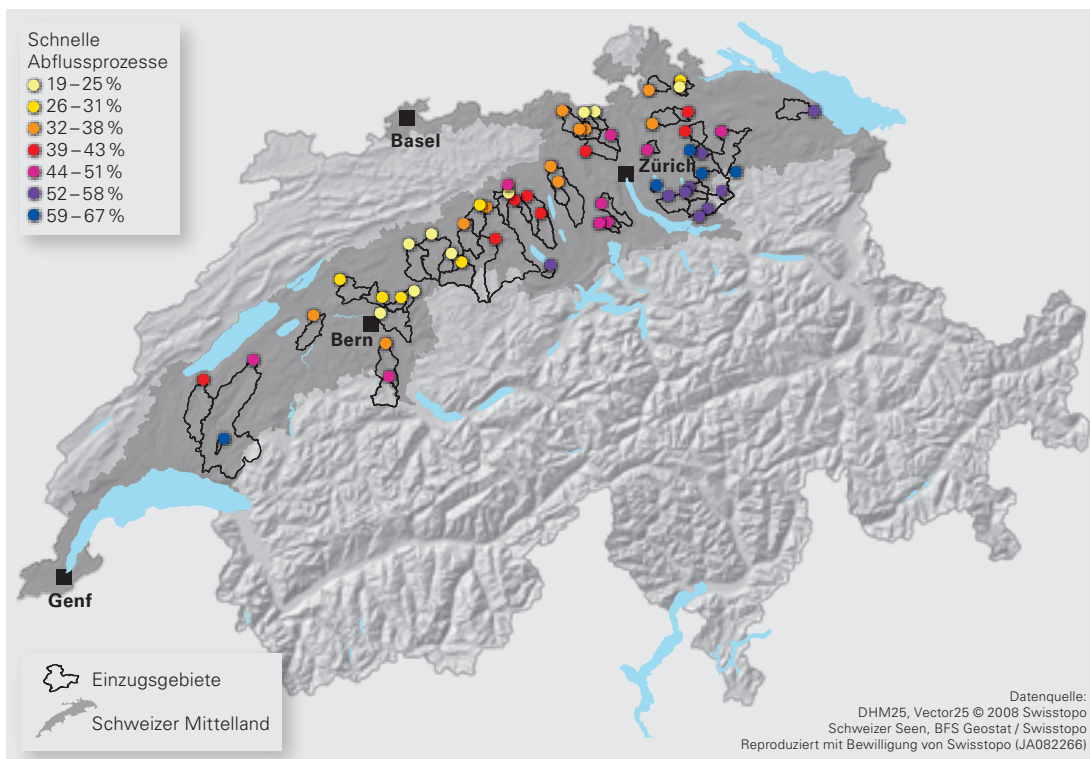 Schnelle
Abflussprozesse
19–25 %
26–31 %
32–38 %
39–43 %
44–51 %
52–58 %
59–67 %
Basel
Zürich
Bern
Genf
Einzugsgebiete
Schweizer Mittelland
Datenquelle:
DHM25, Vector25 © 2008 Swisstopo
Schweizer Seen, BFS Geostat / Swisstopo
Reproduziert mit Bewilligung von Swisstopo (JA082266)